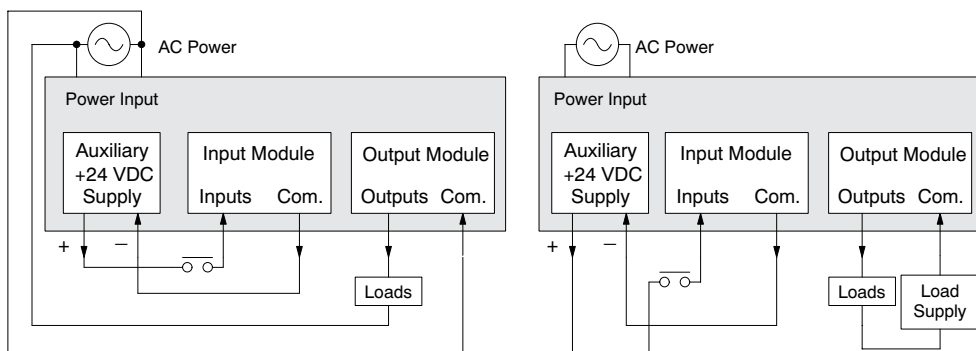 AC Power
Power Input
Auxiliary
+24 VDC
Supply
Input Module
Inputs Com.
Output Module
Outputs Com.
+ −
Loads
AC Power
Power Input
Auxiliary
+24 VDC
Supply
Input Module
Inputs Com.
Output Module
Outputs Com.
+ −
Loads
Load
Supply